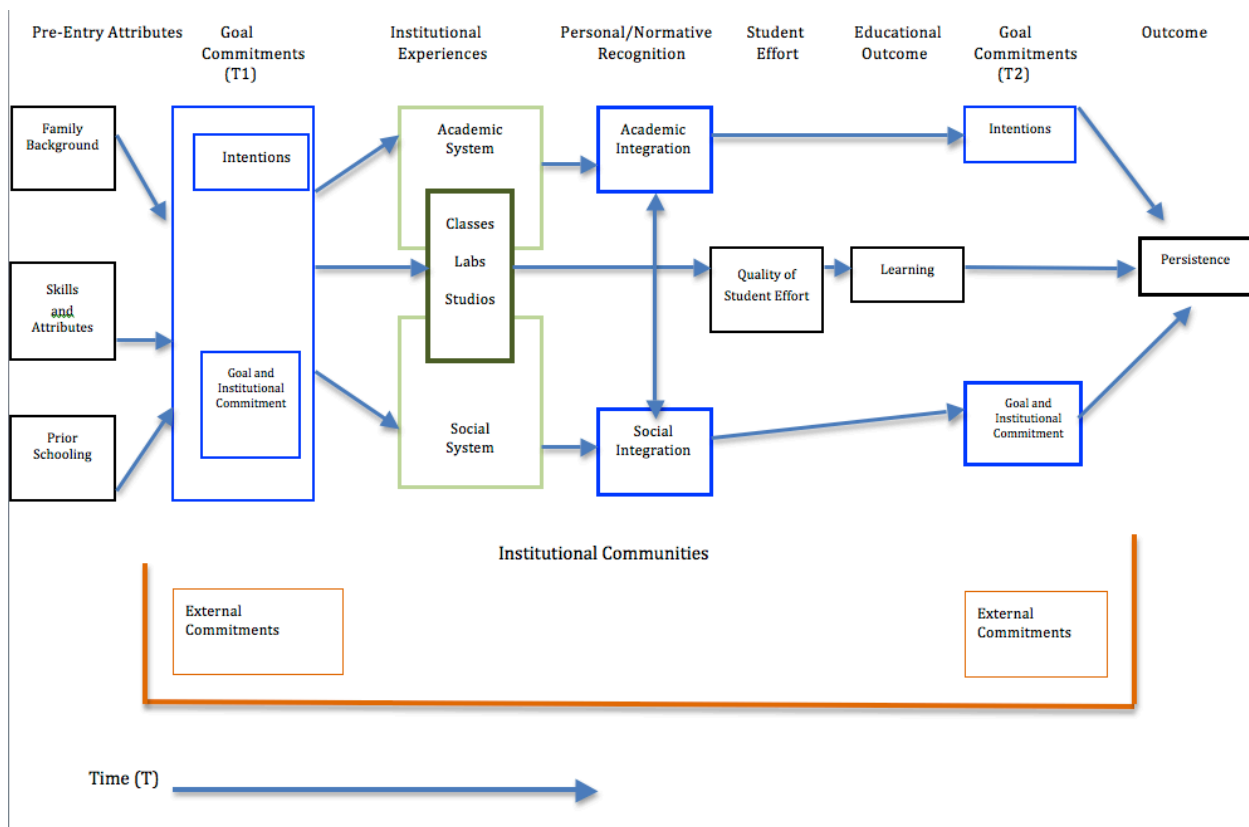 Pre-Entry Attributes
Goal
Commitments
(T1)
Institutional
Experiences
Personal/Normative
Recognition
Student
Effort
Educational
Outcome
Goal
Commitments
(T2)
Outcome
Family
Background
Skills
and
Attributes
Prior
Schooling
Intentions
Goal and
Institutional
Commitment
Academic
System
Classes
Labs
Studios
Social
System
Academic
Integration
Social
Integration
Quality of
Student Effort
Learning
Intentions
Goal and
Institutional
Commitment
Persistence
Institutional Communities
External
Commitments
External
Commitments
Time (T)